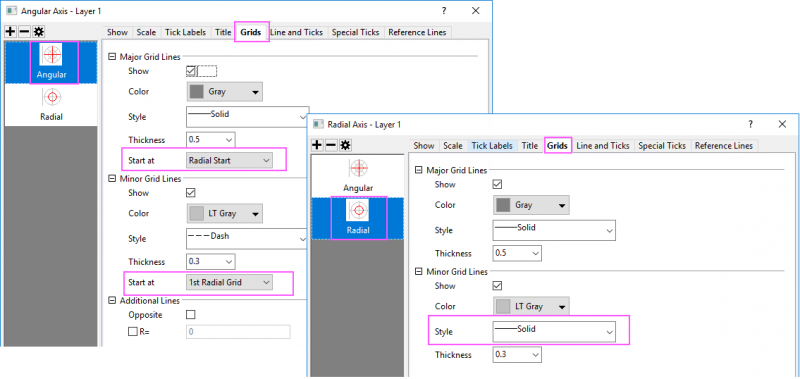 Angular Axis - Layer 1
?
Show Scale Tick Labels Title Grids Line and Ticks Special Ticks Reference Lines
Angular
Radial
Major Grid Lines
Show
Color Gray
Style Solid
Thickness 0.5
Start at Radial Start
Minor Grid Lines
Show
Color LT Gray
Style Dash
Thickness 0.3
Start at 1st Radial Grid
Additional Lines
Opposite
R= 0
Radial Axis - Layer 1
?
Show Scale Tick Labels Title Grids Line and Ticks Special Ticks Reference Lines
Angular
Radial
Major Grid Lines
Show
Color Gray
Style Solid
Thickness 0.5
Minor Grid Lines
Show
Color LT Gray
Style Solid
Thickness 0.3